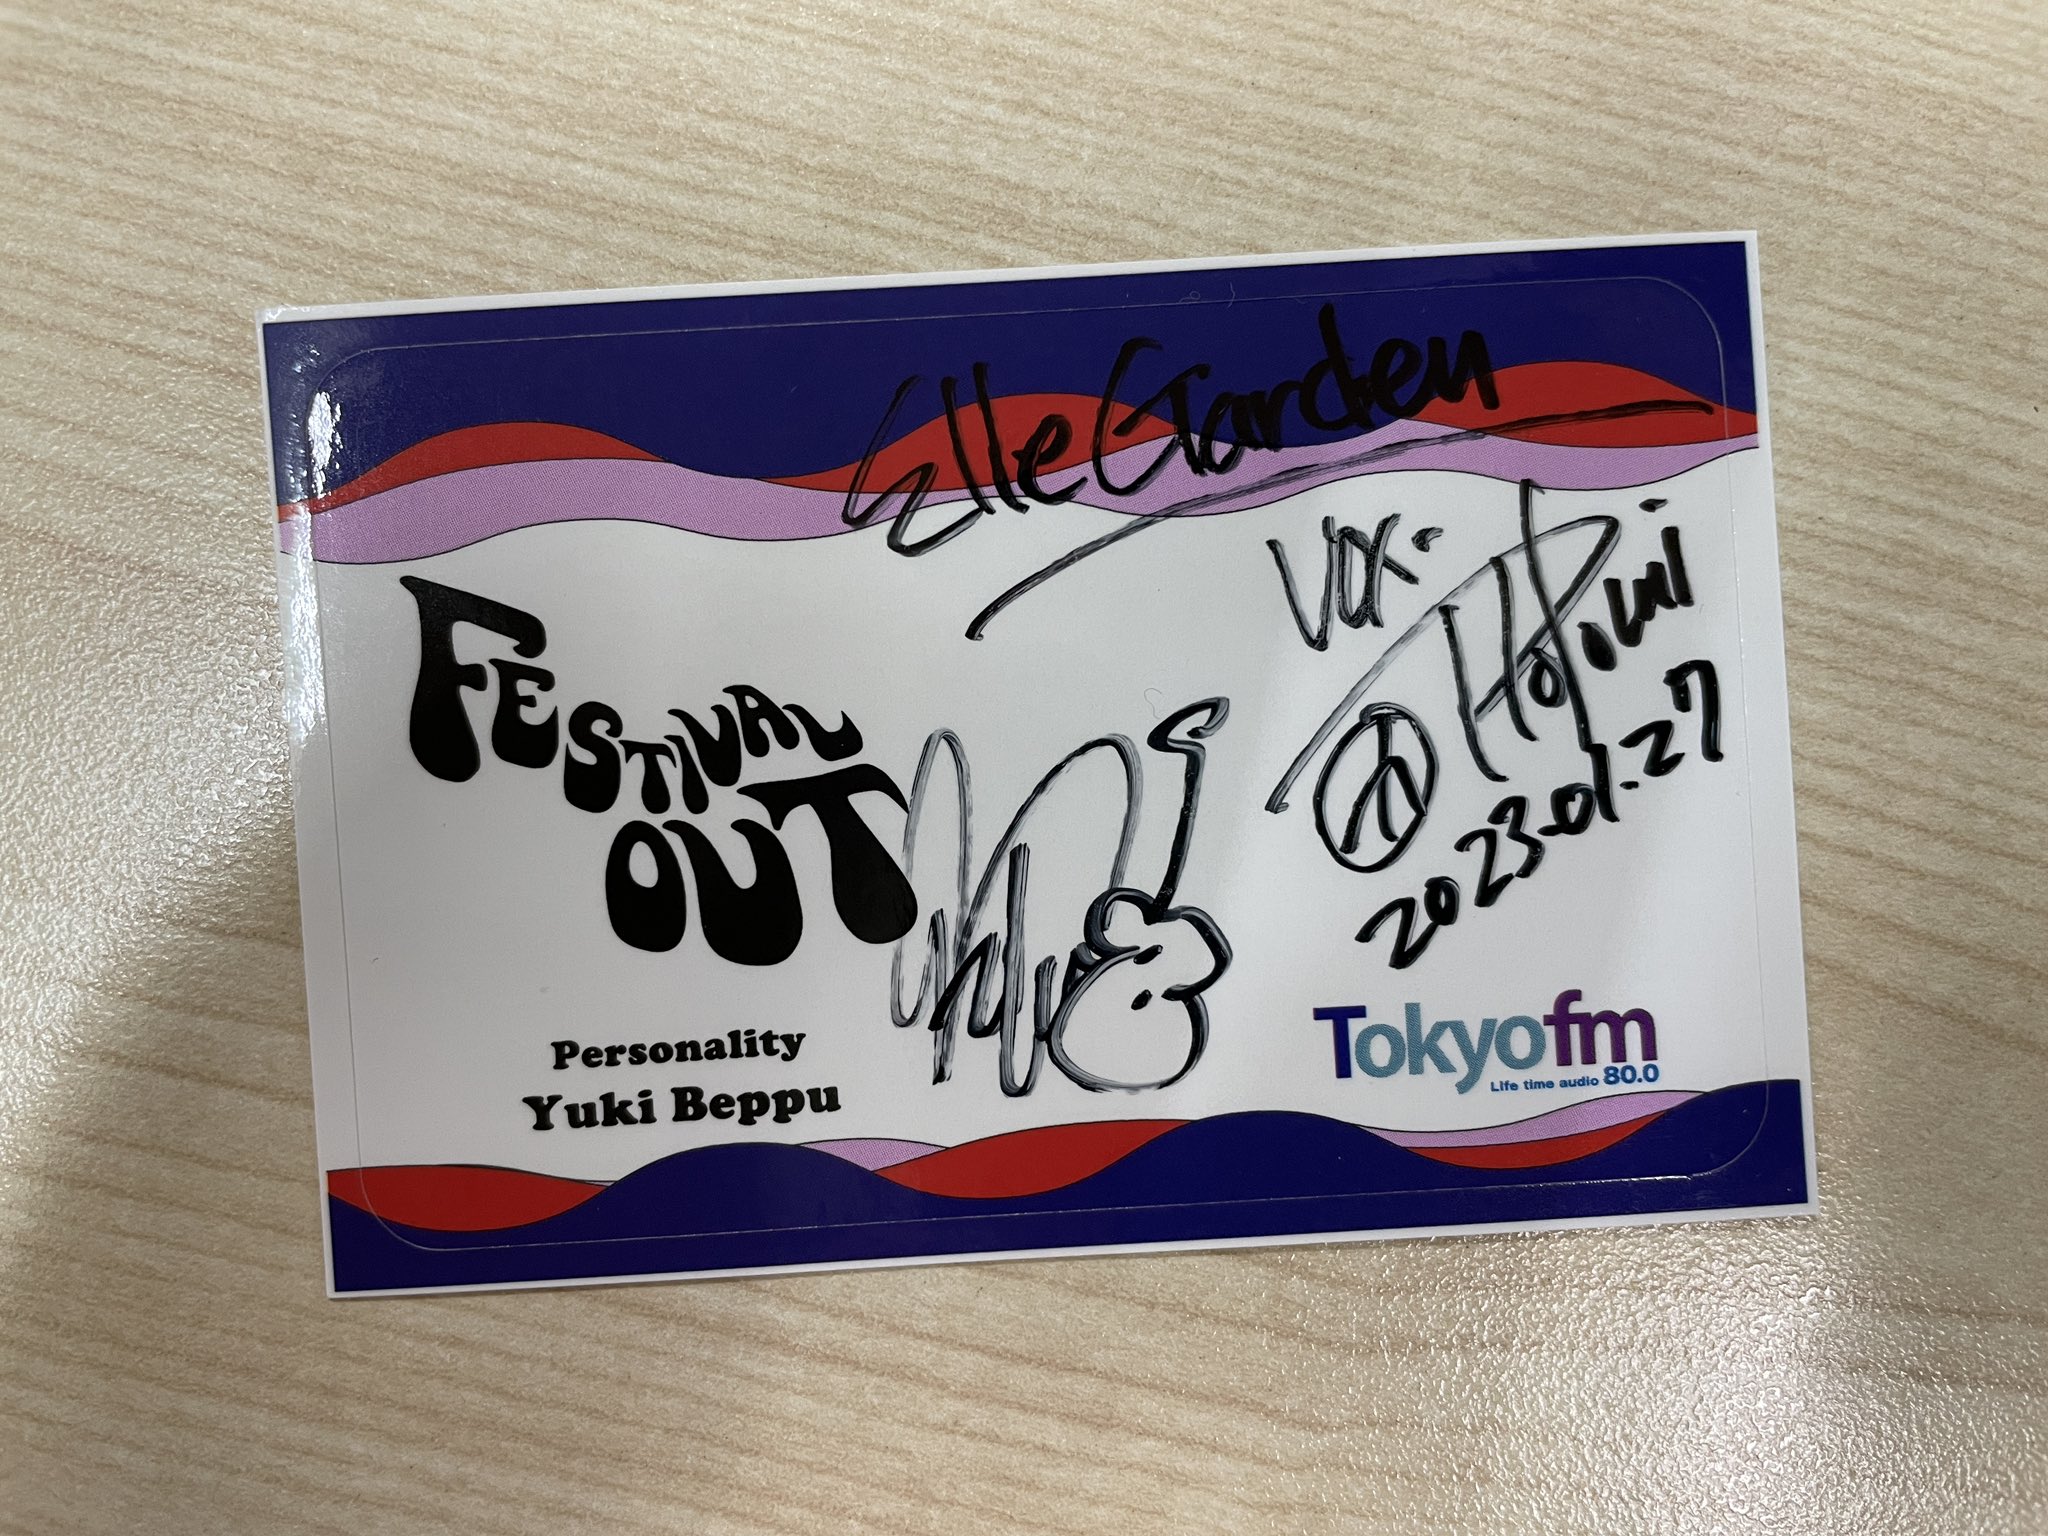 ElleGarden
Vox.
Hosomi
2023.01.27
FESTIVAL
OUT
Personality
Yuki Beppu
Tokyofm
Life time audio 80.0